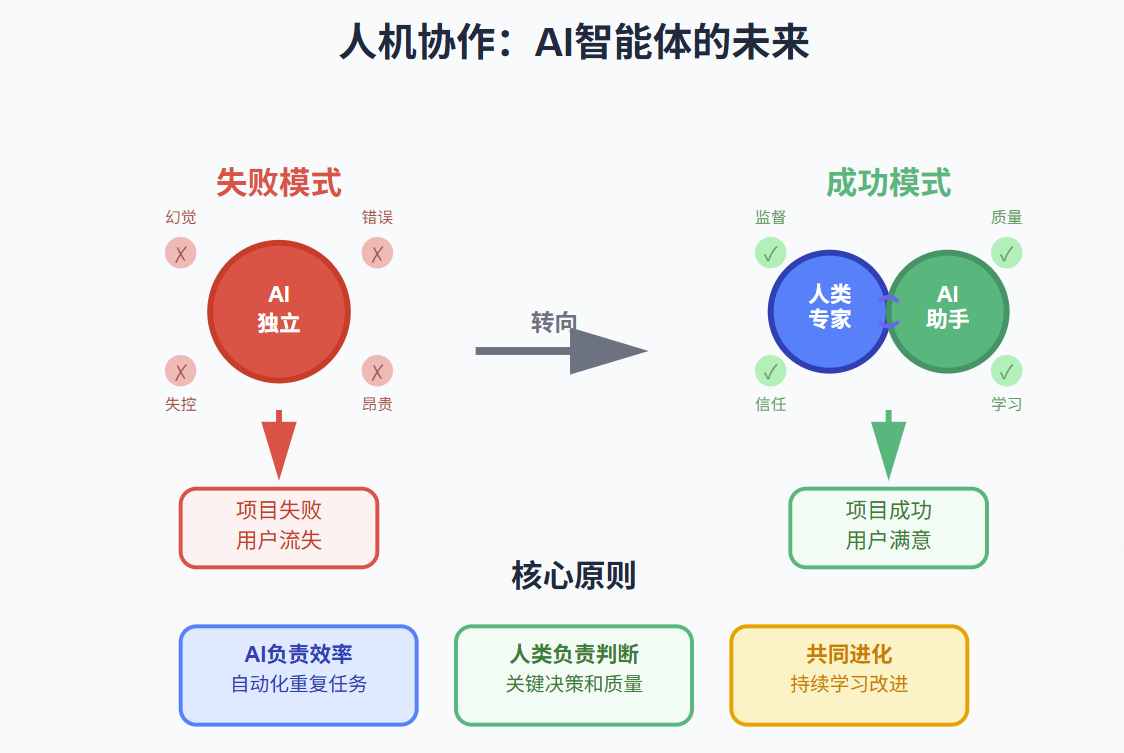 人机协作：AI智能体的未来
失败模式
成功模式
幻觉
错误
监督
质量
✗
✗
✓
✓
AI
独立
人类
专家
AI
助手
转向
✗
✗
✓
✓
失控
昂贵
信任
学习
项目失败
用户流失
项目成功
用户满意
核心原则
AI负责效率
自动化重复任务
人类负责判断
关键决策和质量
共同进化
持续学习改进